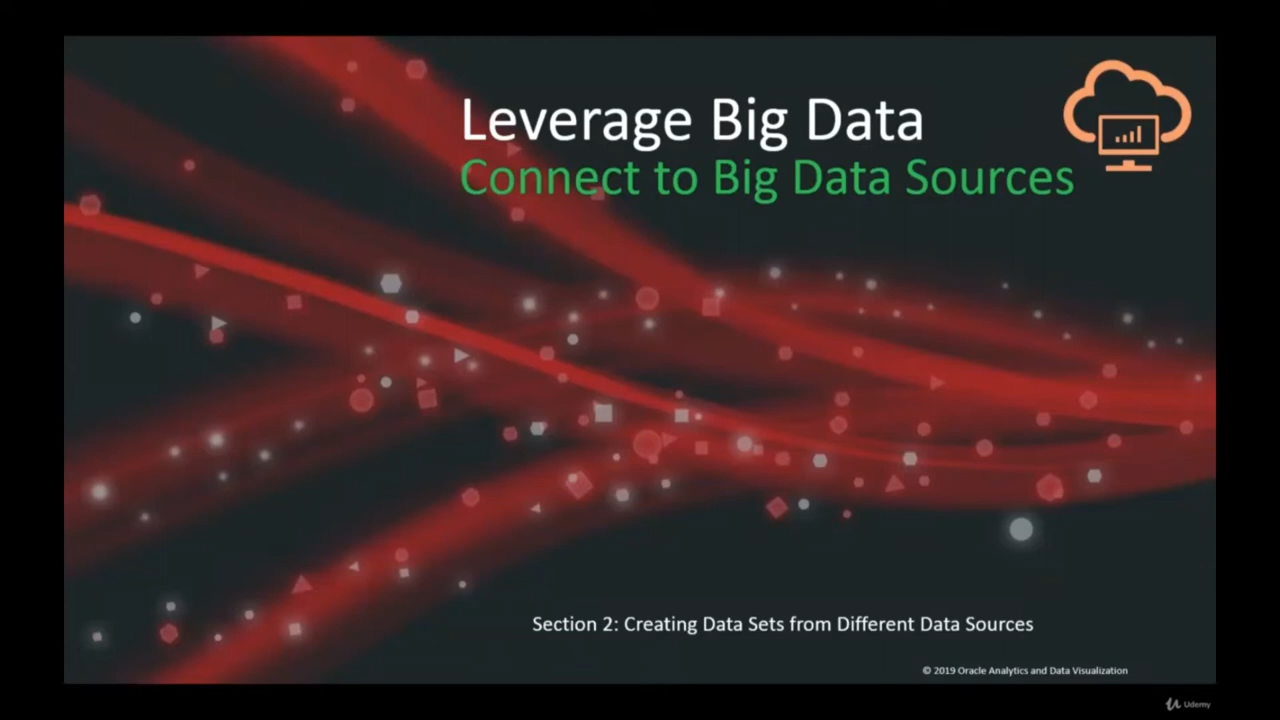 Leverage Big Data
Connect to Big Data Sources
Section 2: Creating Data Sets from Different Data Sources
© 2019 Oracle Analytics and Data Visualization
Udemy